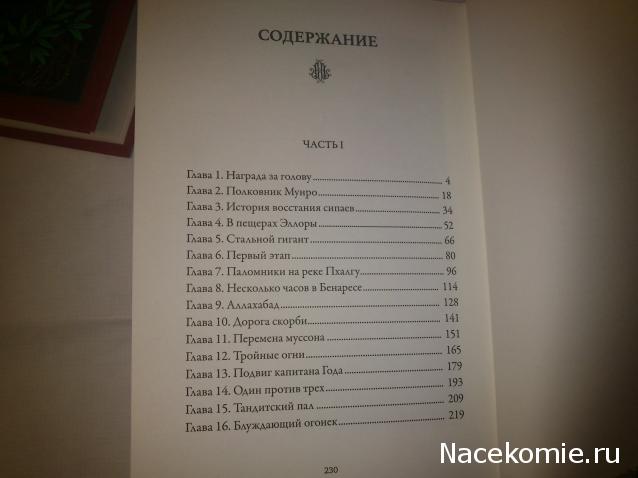 СОДЕРЖАНИЕ
ЧАСТЬ I
Глава 1. Награда за голову 4
Глава 2. Полковник Мунро 18
Глава 3. История восстания сипаев 34
Глава 4. В пещерах Эллоры 52
Глава 5. Стальной гигант 66
Глава 6. Первый этап 80
Глава 7. Паломники на реке Пхалгу 96
Глава 8. Несколько часов в Бенаресе 114
Глава 9. Аллахабад 128
Глава 10. Дорога скорби 141
Глава 11. Перемена муссона 151
Глава 12. Тройные огни 165
Глава 13. Подвиг капитана Года 179
Глава 14. Один против трех 193
Глава 15. Тандитский пал 209
Глава 16. Блуждающий огонек 219
230
Nacekomie.ru